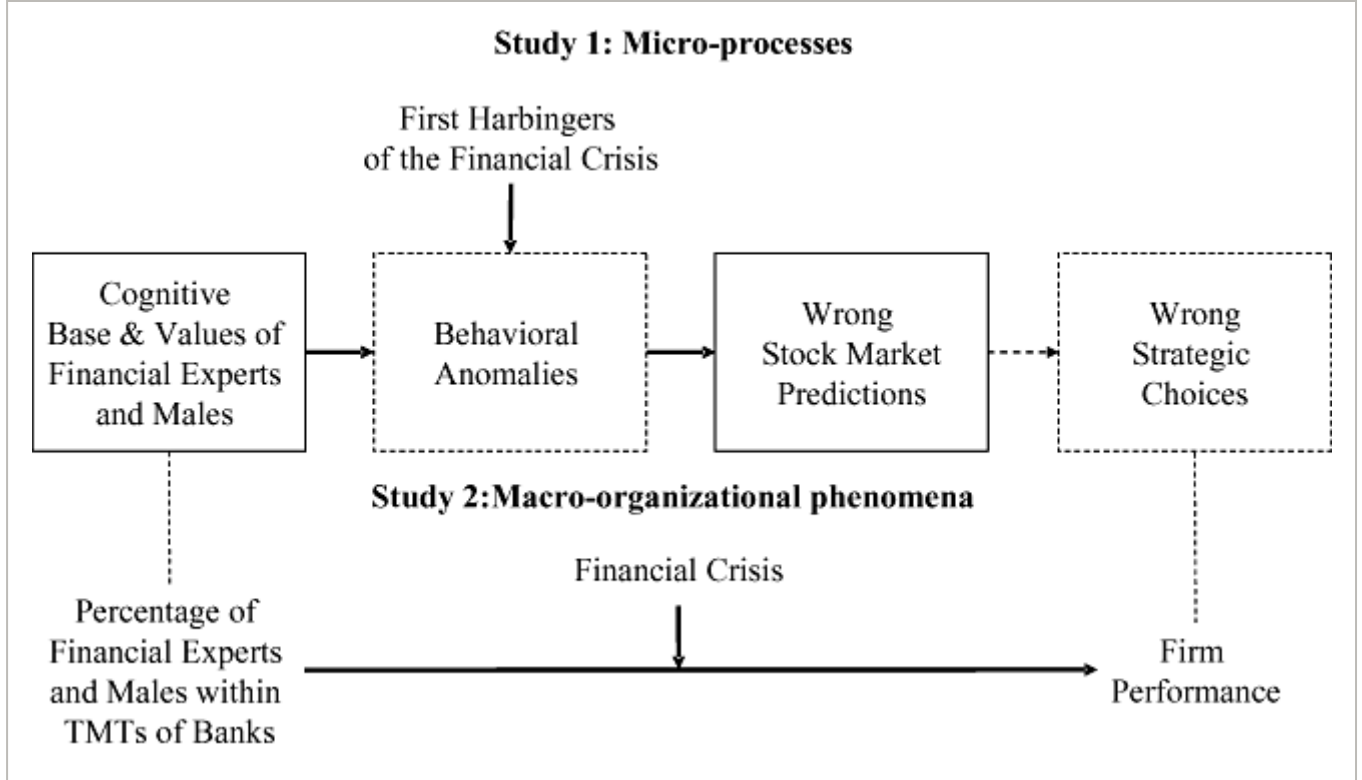 Study 1: Micro-processes
First Harbingers
of the Financial Crisis
Cognitive
Base & Values of
Financial Experts
and Males
Behavioral
Anomalies
Wrong
Stock Market
Predictions
Wrong
Strategic
Choices
Study 2:Macro-organizational phenomena
Financial Crisis
Percentage of
Financial Experts
and Males within
TMTs of Banks
Firm
Performance